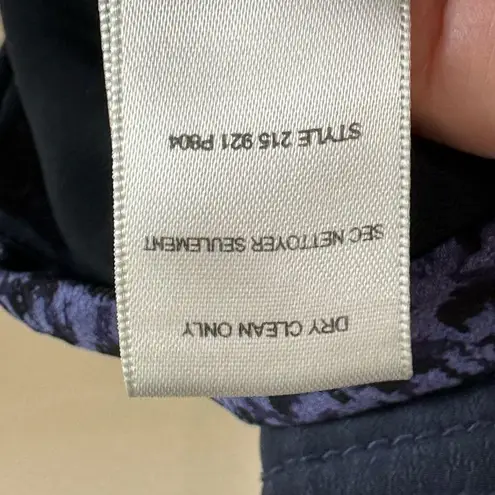 DRY CLEAN ONLY
SEC NETTOYER SEULEMENT
STYLE 215 921 P804